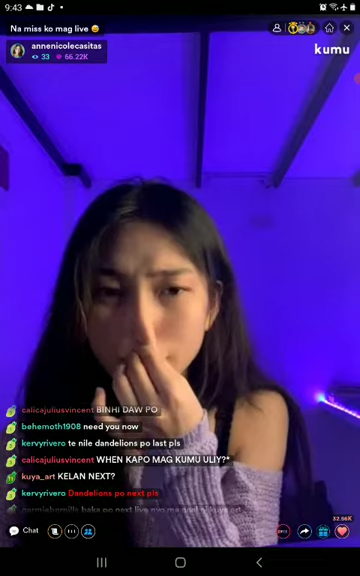 9:43
Na miss ko mag live
annenicolecasitas
33 66.22K
kumu
calicajuliusvincent BINHI DAW PO
behemoth1908 need you now
kervyrivero te nile dandelions po last pls
calicajuliusvincent WHEN KAPO MAG KUMU ULIY?*
kuya_art KELAN NEXT?
kervyrivero Dandelions po next pls
32.56K
Chat